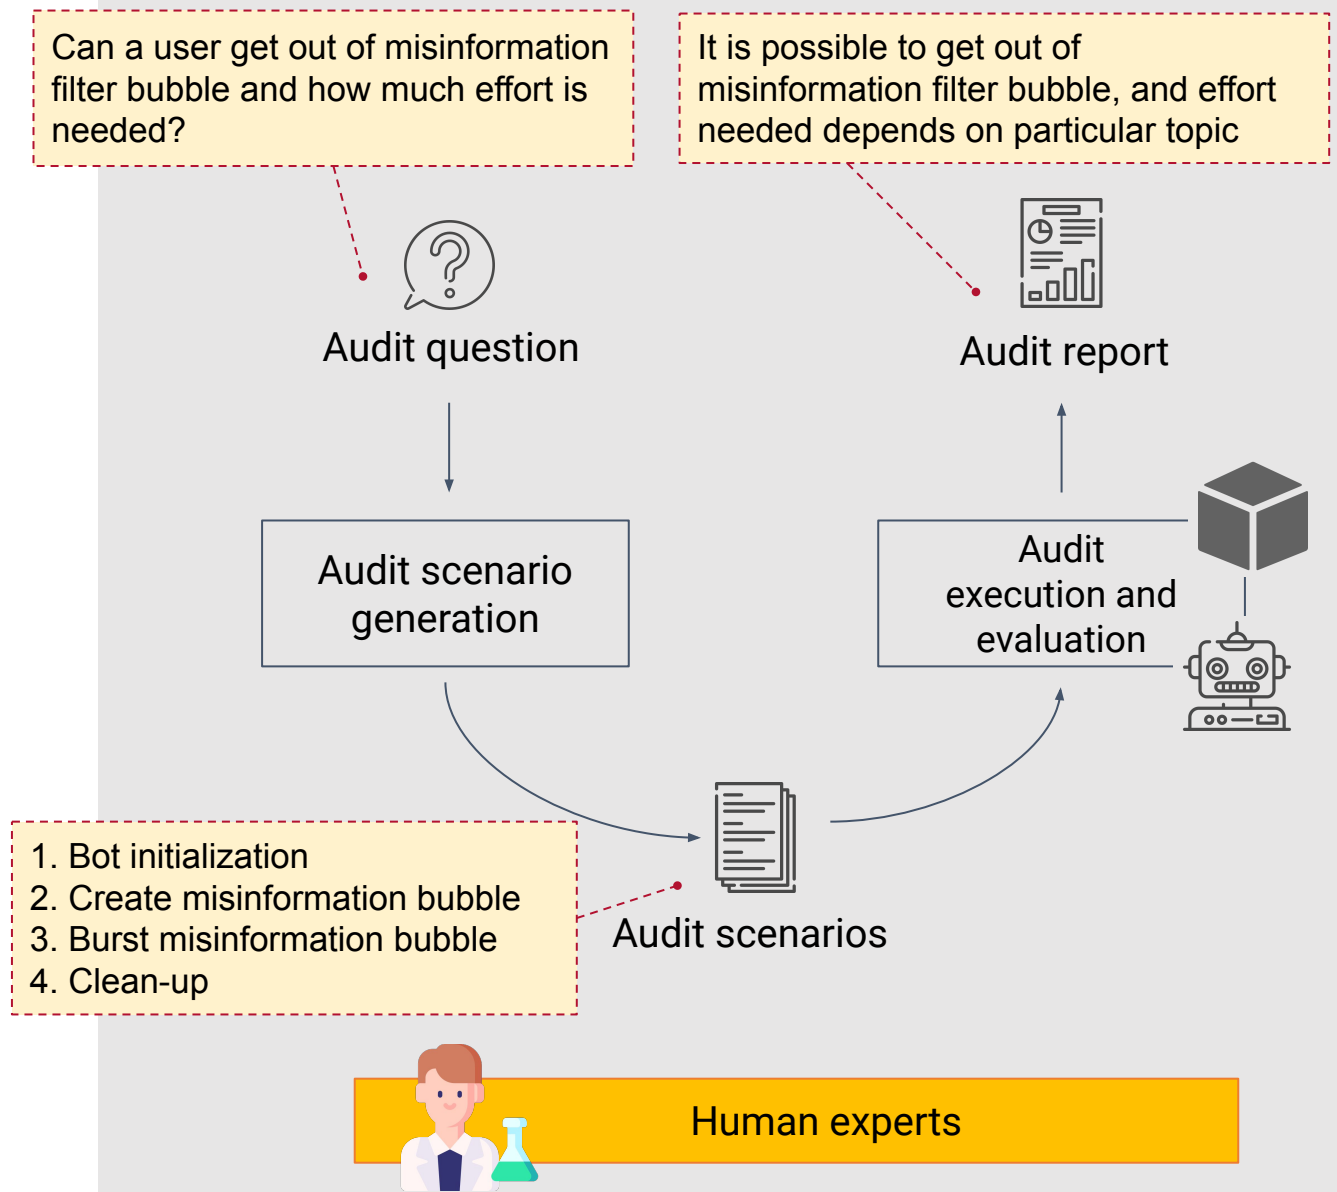 Can a user get out of misinformation
filter bubble and how much effort is
needed?
It is possible to get out of
misinformation filter bubble, and effort
needed depends on particular topic
Audit question
Audit report
Audit scenario
generation
Audit
execution and
evaluation
1. Bot initialization
2. Create misinformation bubble
3. Burst misinformation bubble
4. Clean-up
Audit scenarios
Human experts